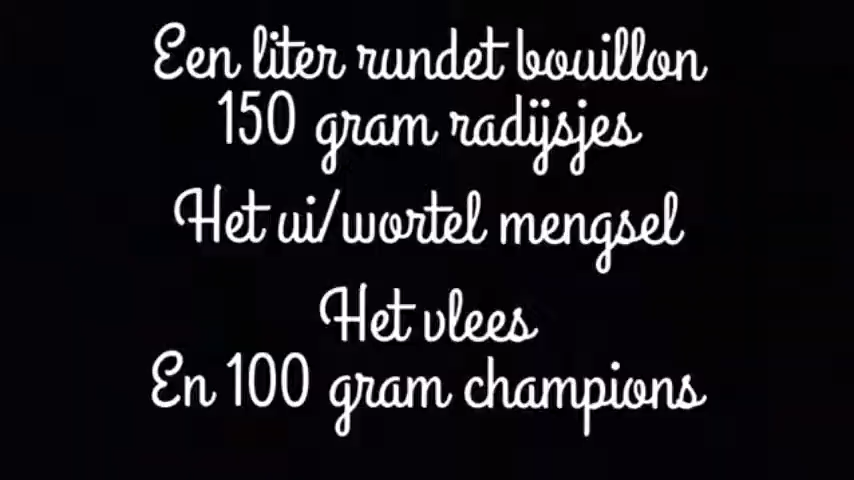 Een liter rundet bouillon
150 gram radijsjes
Het ui/wortel mengsel
Het vlees
En 100 gram champions